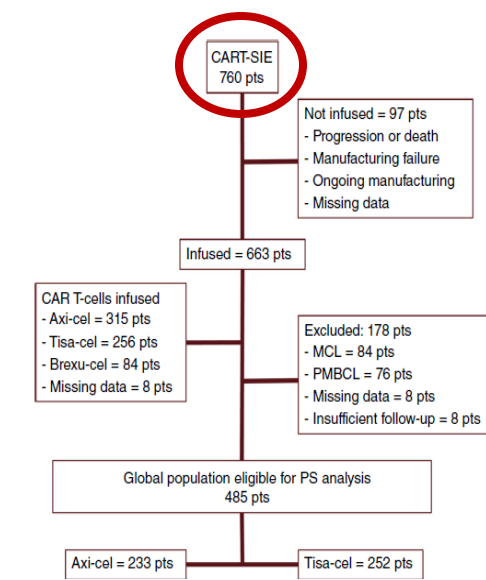 CART-SIE
760 pts
Not infused = 97 pts
- Progression or death
- Manufacturing failure
- Ongoing manufacturing
- Missing data
Infused = 663 pts
CAR T-cells infused
- Axi-cel = 315 pts
- Tisa-cel = 256 pts
- Brexu-cel = 84 pts
- Missing data = 8 pts
Excluded: 178 pts
- MCL = 84 pts
- PMBCL = 76 pts
- Missing data = 8 pts
- Insufficient follow-up = 8 pts
Global population eligible for PS analysis
485 pts
Axi-cel = 233 pts
Tisa-cel = 252 pts